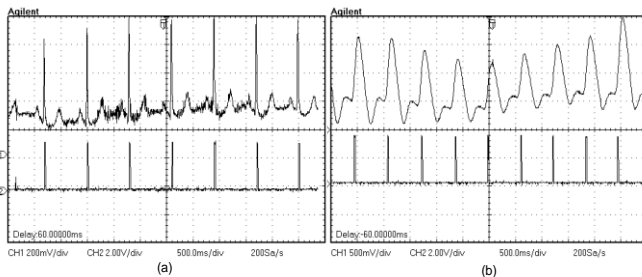 Agilent
Delay:60.00000ms
CH1 200mV/div CH2 2.00V/div 500.0ms/div 200Sa/s
(a)
Agilent
Delay:-60.00000ms
CH1 500mV/div CH2 2.00V/div 500.0ms/div 200Sa/s
(b)